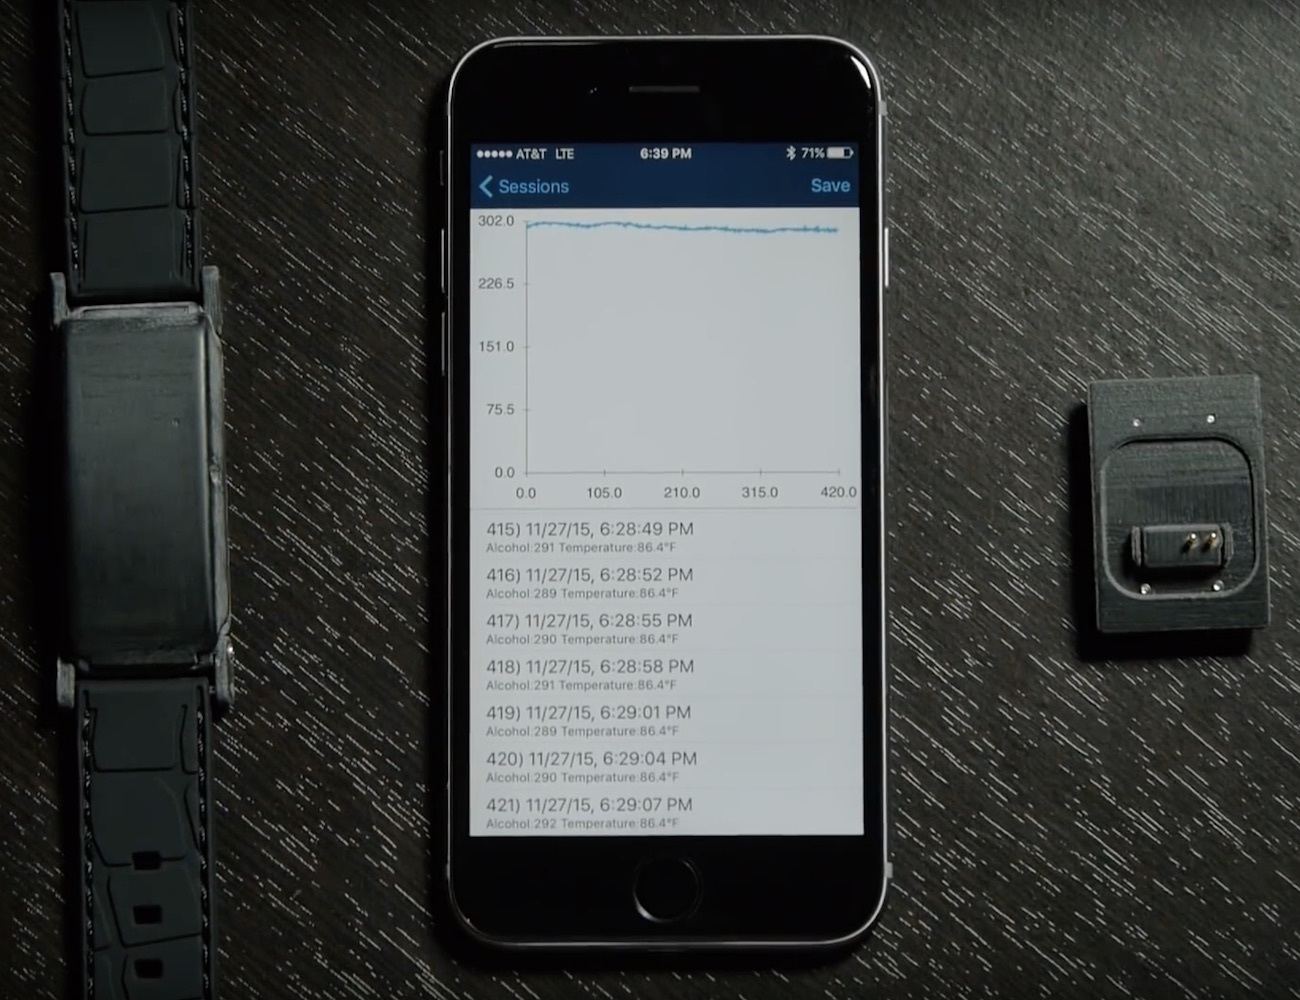 AT&T LTE 6:39 PM 71%
Sessions Save
302.0
226.5
151.0
75.5
0.0
0.0 105.0 210.0 315.0 420.0
415) 11/27/15, 6:28:49 PM
Alcohol:291 Temperature:86.4°F
416) 11/27/15, 6:28:52 PM
Alcohol:289 Temperature:86.4°F
417) 11/27/15, 6:28:55 PM
Alcohol:290 Temperature:86.4°F
418) 11/27/15, 6:28:58 PM
Alcohol:291 Temperature:86.4°F
419) 11/27/15, 6:29:01 PM
Alcohol:289 Temperature:86.4°F
420) 11/27/15, 6:29:04 PM
Alcohol:290 Temperature:86.4°F
421) 11/27/15, 6:29:07 PM
Alcohol:292 Temperature:86.4°F